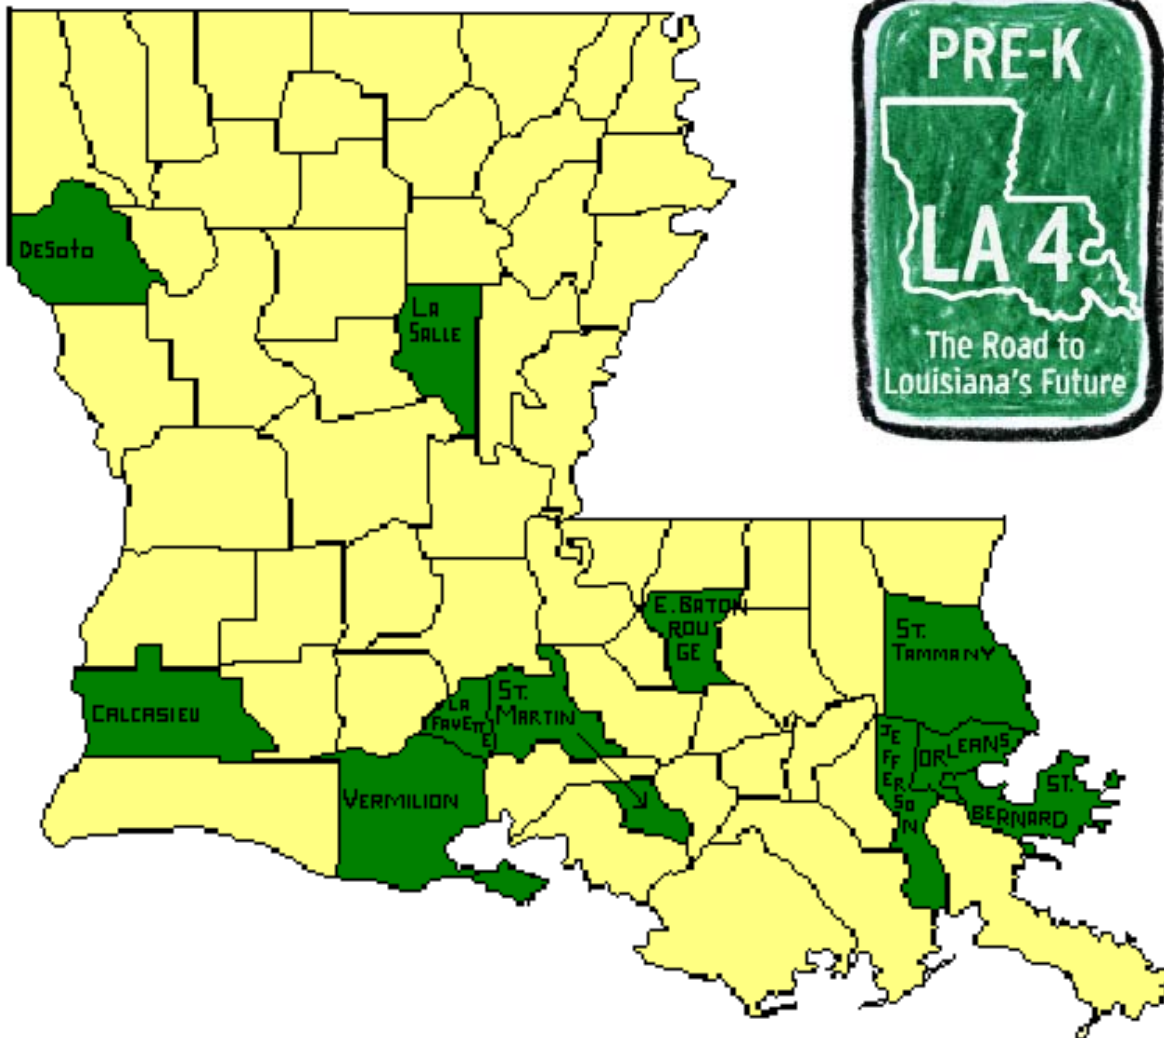 PRE-K
LA 4
The Road to
Louisiana's Future
DESOTO
LA
SALLE
E. BATON
ROU
GE
ST.
TAMMANY
CALCASIEU
LA
FAYETT
E
ST.
MARTIN
VERMILION
JE
FF
ER
SO
N
ORLEANS
ST.
BERNARD